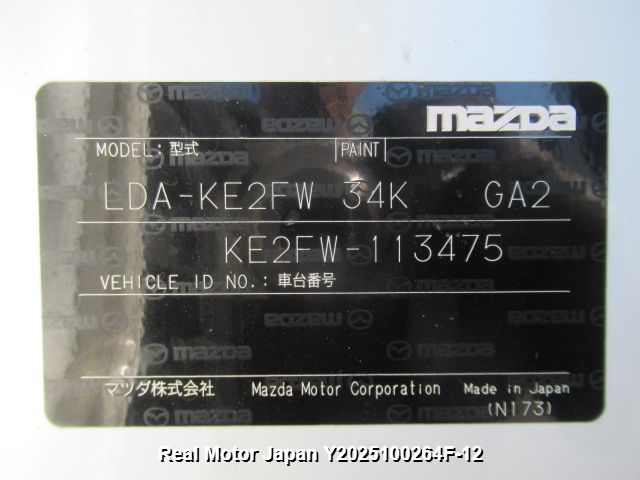 mazda
MODEL: 型式 PAINT
LDA-KE2FW 34K GA2
KE2FW-113475
VEHICLE ID NO.: 車台番号
マツダ株式会社 Mazda Motor Corporation Made in Japan
(N173)
Real Motor Japan Y2025100264F-12